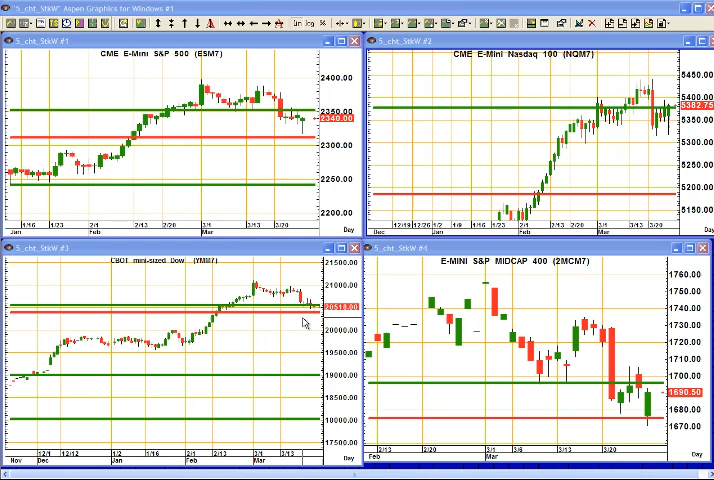 "5_cht_StkW" Aspen Graphics for Windows #1
Un log %
5_cht_StkW #1
CME E-Mini S&P 500 (ESM7)
2400.00
2350.00
2340.00
2300.00
2250.00
2200.00
1/16 1/23 2/1 2/13 2/20 3/1 3/13 3/20
Jan Feb Mar Day
5_cht_StkW #2
CME E-Mini Nasdaq 100 (NQM7)
5450.00
5400.00
5382.75
5350.00
5300.00
5250.00
5200.00
5150.00
12/19 12/26 1/2 1/9 1/16 1/23 2/1 2/13 2/20 3/1 3/13 3/20
Dec Jan Feb Mar Day
5_cht_StkW #3
CBOT mini-sized Dow (YMM7)
21500.00
21000.00
20518.00
20000.00
19500.00
19000.00
18500.00
18000.00
17500.00
12/1 12/12 1/2 1/16 2/1 2/13 3/1 3/13
Nov Dec Jan Feb Mar Day
5_cht_StkW #4
E-MINI S&P MIDCAP 400 (2MCM7)
1760.00
1750.00
1740.00
1730.00
1720.00
1710.00
1700.00
1690.50
1680.00
1670.00
2/13 2/20 3/1 3/6 3/13 3/20
Feb Mar Day